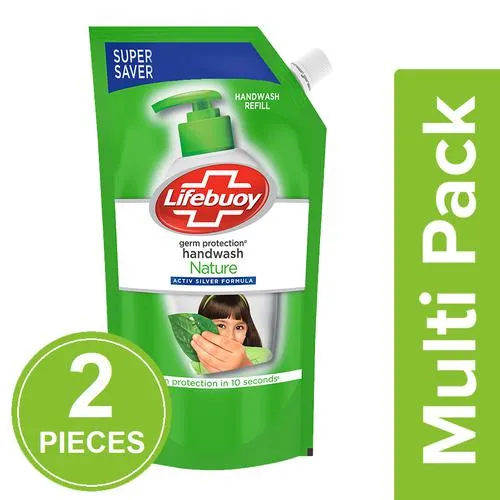 SUPER
SAVER
HANDWASH
REFILL
Lifebuoy
germ protection°
handwash
Nature
ACTIV SILVER FORMULA
protection in 10 seconds
2
PIECES
Multi Pack